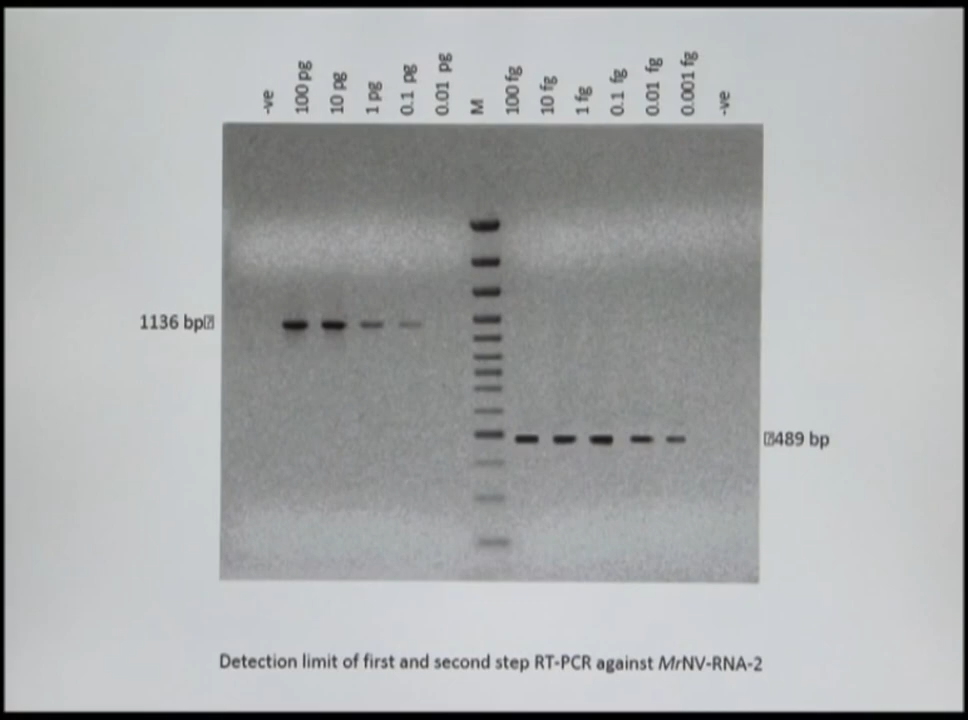 -ve
100 pg
10 pg
1 pg
0.1 pg
0.01 pg
M
100 fg
10 fg
1 fg
0.1 fg
0.01 fg
0.001 fg
-ve
1136 bp
489 bp
Detection limit of first and second step RT-PCR against MrNV-RNA-2